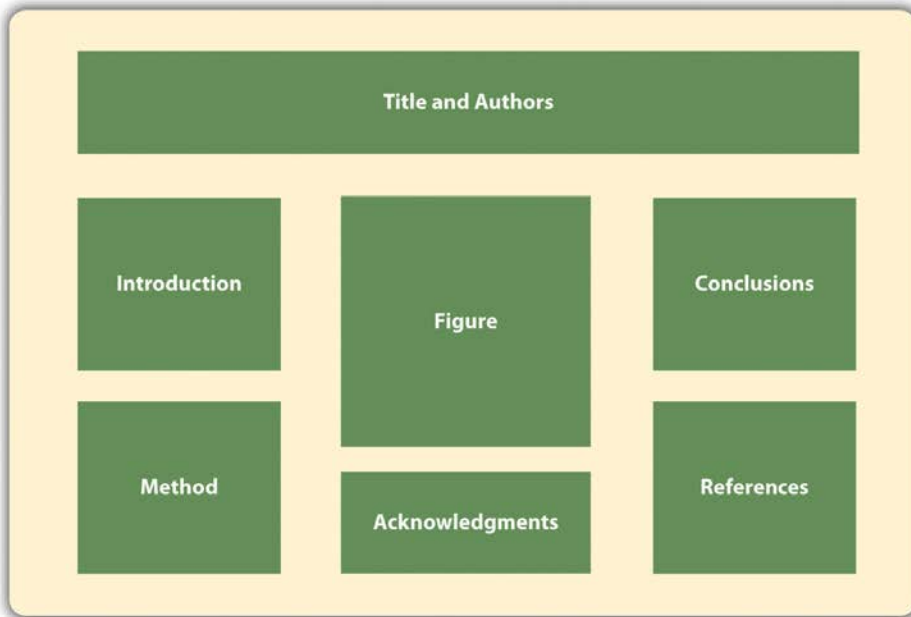 Title and Authors
Introduction
Method
Figure
Acknowledgments
Conclusions
References